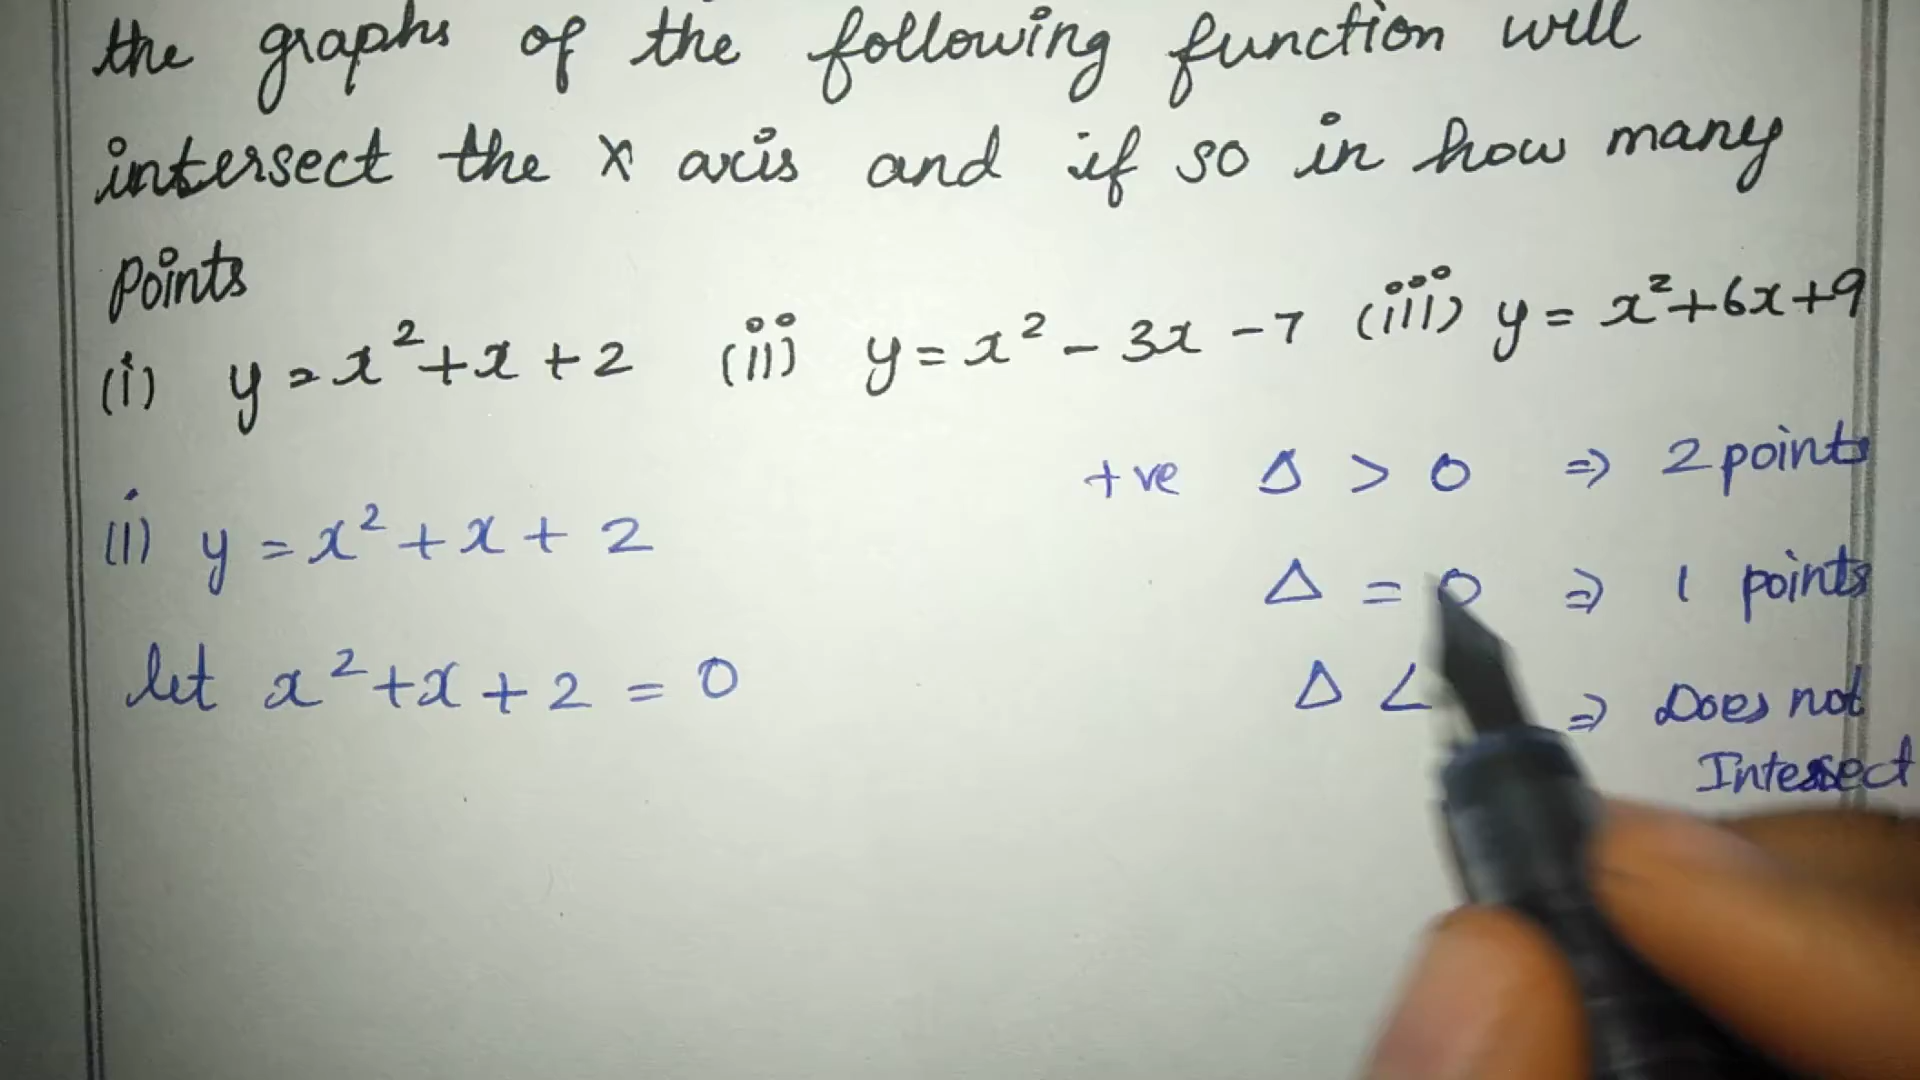 the graphs of the following function will
intersect the x axis and if so in how many
Points
(i) y = x² + x + 2 (ii) y = x² - 3x - 7 (iii) y = x² + 6x + 9
+ve Δ > 0 ⇒ 2 points
(i) y = x² + x + 2
Δ = 0 ⇒ 1 points
let x² + x + 2 = 0
Δ < ⇒ Does not
Intersect